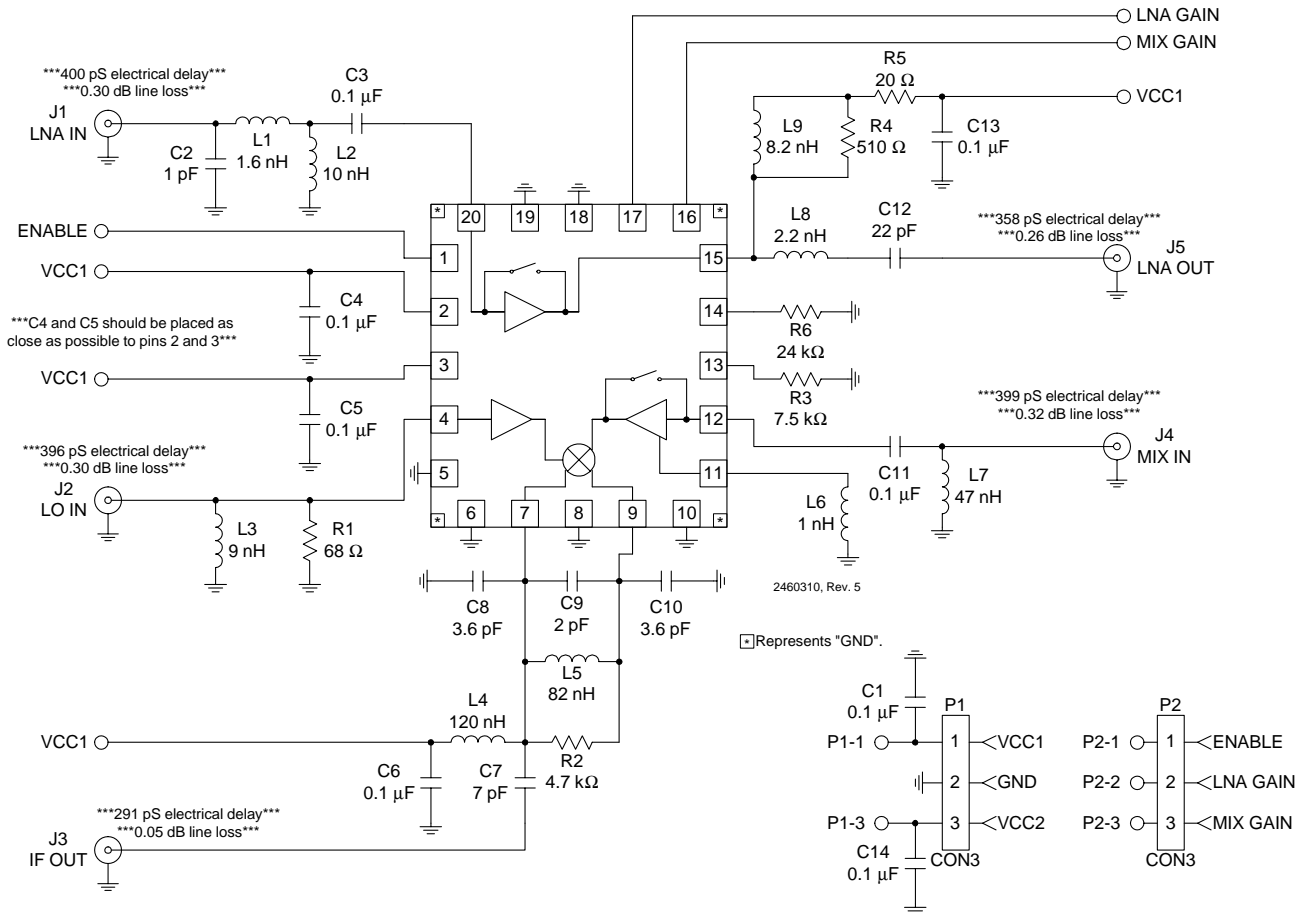 LNA GAIN
MIX GAIN
***400 pS electrical delay***
***0.30 dB line loss***
J1
LNA IN
C3
0.1 μF
R5
20 Ω
VCC1
C2
1 pF
L1
1.6 nH
L2
10 nH
L9
8.2 nH
R4
510 Ω
C13
0.1 μF
* 20 19 18 17 16 *
ENABLE
1
VCC1
2
C4
0.1 μF
***C4 and C5 should be placed as
close as possible to pins 2 and 3***
VCC1
3
C5
0.1 μF
4
5
***396 pS electrical delay***
***0.30 dB line loss***
J2
LO IN
L3
9 nH
R1
68 Ω
15
L8
2.2 nH
C12
22 pF
***358 pS electrical delay***
***0.26 dB line loss***
J5
LNA OUT
14
R6
24 kΩ
13
R3
7.5 kΩ
12
***399 pS electrical delay***
***0.32 dB line loss***
J4
MIX IN
11
C11
0.1 μF
L7
47 nH
L6
1 nH
* 6 7 8 9 10 *
2460310, Rev. 5
C8
3.6 pF
C9
2 pF
C10
3.6 pF
* Represents "GND".
L5
82 nH
L4
120 nH
VCC1
R2
4.7 kΩ
C6
0.1 μF
C7
7 pF
***291 pS electrical delay***
***0.05 dB line loss***
J3
IF OUT
C1
0.1 μF
P1
P1-1 1 VCC1
2 GND
P1-3 3 VCC2
CON3
C14
0.1 μF
P2
P2-1 1 ENABLE
P2-2 2 LNA GAIN
P2-3 3 MIX GAIN
CON3